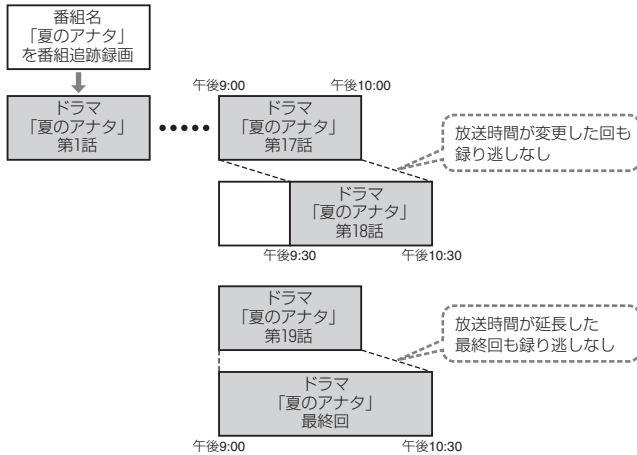 番組名
「夏のアナタ」
を番組追跡録画
午後9:00
午後10:00
ドラマ
「夏のアナタ」
第1話
ドラマ
「夏のアナタ」
第17話
放送時間が変更した回も
録り逃しなし
ドラマ
「夏のアナタ」
第18話
午後9:30
午後10:30
ドラマ
「夏のアナタ」
第19話
放送時間が延長した
最終回も録り逃しなし
ドラマ
「夏のアナタ」
最終回
午後9:00
午後10:30